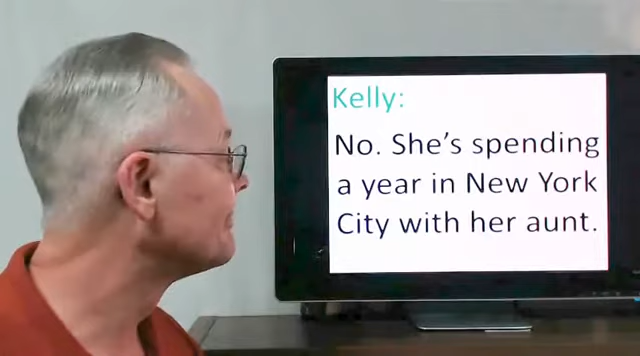 Kelly:
No. She's spending
a year in New York
City with her aunt.